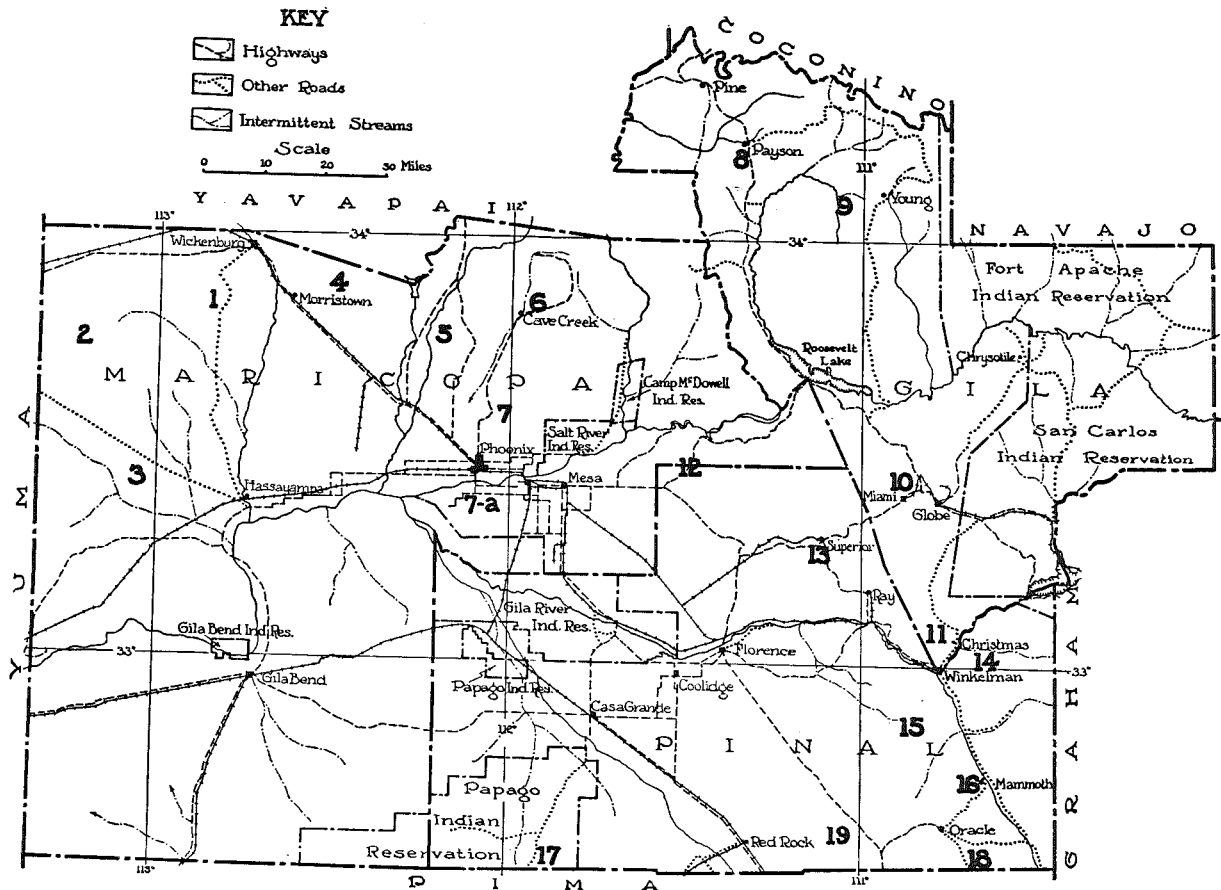 KEY
Highways
Other Roads
Intermittent Streams
Scale
0 10 20 30 Miles
COCONINO
Pine
8
Payson
111°
YAVAPAI
113°
112°
9
Young
34°
34°
NAVAJO
Wickenburg
Fort Apache
Indian Reservation
4
1
Morristown
6
Cave Creek
2
5
Roosevelt
Lake
Chrysotile
MARICOPA
Camp McDowell
Ind. Res.
GILA
7
Salt River
Ind. Res.
San Carlos
Indian Reservation
YUMA
Phoenix
3
12
Mesa
10
Hassayampa
Miami
7-a
Globe
13
Superior
Ray
Gila River
Ind. Res.
Gila Bend Ind. Res.
11
Christmas
33°
Florence
14
33°
Gila Bend
Papago Ind. Res.
Coolidge
Winkelman
Casa Grande
112°
15
PINAL
GRAHAM
16
Mammoth
Papago
Indian
Reservation
Oracle
19
Red Rock
17
18
113°
111°
PIMA